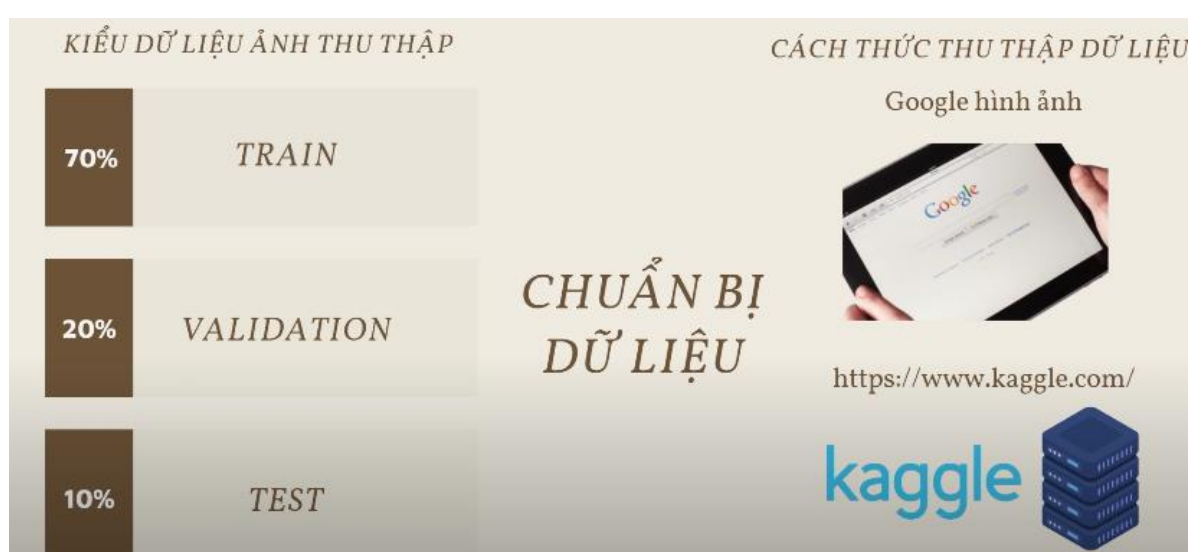 KIỂU DỮ LIỆU ẢNH THU THẬP
70%
TRAIN
20%
VALIDATION
10%
TEST
CHUẨN BỊ
DỮ LIỆU
CÁCH THỨC THU THẬP DỮ LIỆU
Google hình ảnh
Google
https://www.kaggle.com/
kaggle